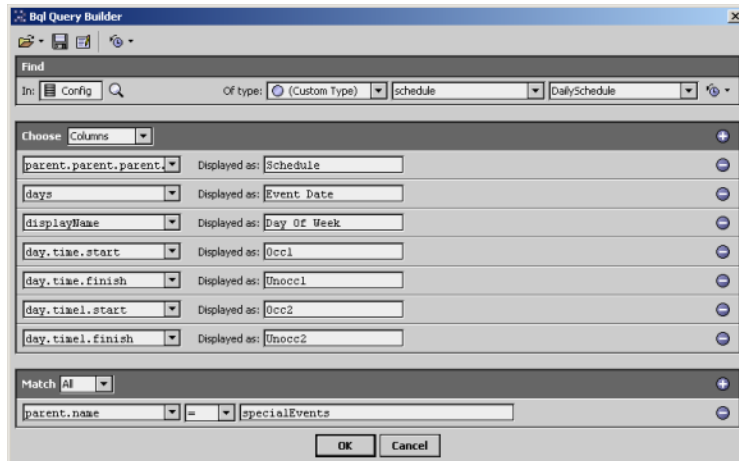 Bql Query Builder
Find
In: Config Of type: (Custom Type) schedule DailySchedule
Choose Columns
parent.parent.parent. Displayed as: Schedule
days Displayed as: Event Date
displayName Displayed as: Day Of Week
day.time.start Displayed as: Occ1
day.time.finish Displayed as: Unocc1
day.time1.start Displayed as: Occ2
day.time1.finish Displayed as: Unocc2
Match All
parent.name = specialEvents
OK Cancel